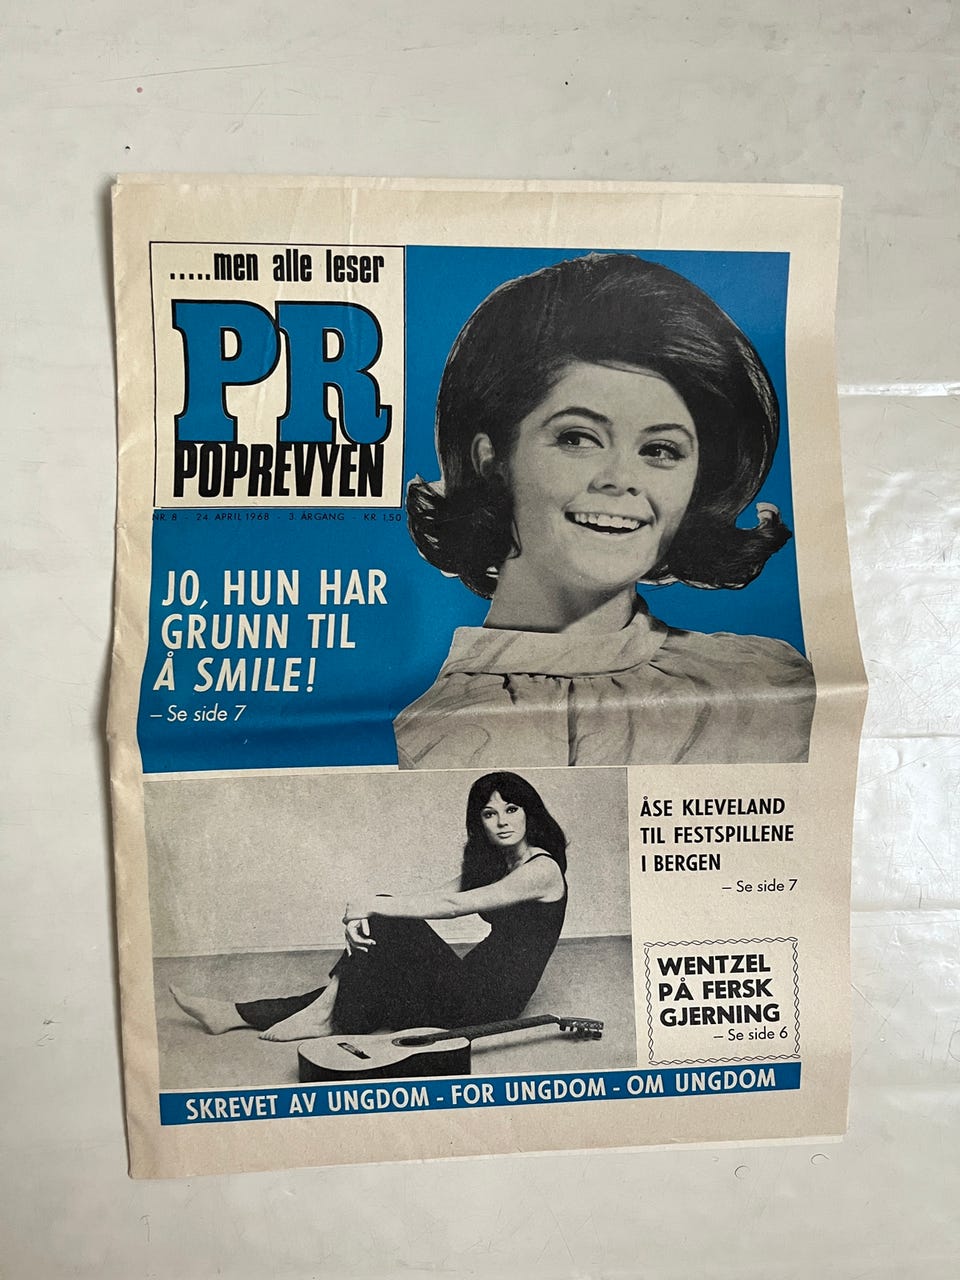 .....men alle leser
PR
POPREVYEN
NR. 8 - 24. APRIL 1968 - 3. ÅRGANG - KR. 1,50
JO, HUN HAR
GRUNN TIL
Å SMILE!
– Se side 7
ÅSE KLEVELAND
TIL FESTSPILLENE
I BERGEN
– Se side 7
WENTZEL
PÅ FERSK
GJERNING
– Se side 6
SKREVET AV UNGDOM - FOR UNGDOM - OM UNGDOM